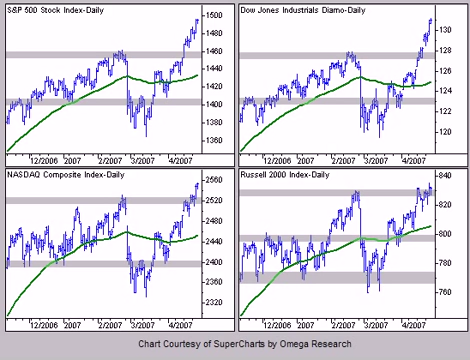 S&P 500 Stock Index-Daily
1500
1480
1460
1440
1420
1400
1380
1360
12/2006 2007 2/2007 3/2007 4/2007
Dow Jones Industrials Diamo-Daily
130
128
126
124
122
120
12/2006 2007 2/2007 3/2007 4/2007
NASDAQ Composite Index-Daily
2560
2520
2480
2440
2400
2360
2320
12/2006 2007 2/2007 3/2007 4/2007
Russell 2000 Index-Daily
840
820
800
780
760
12/2006 2007 2/2007 3/2007 4/2007
Chart Courtesy of SuperCharts by Omega Research